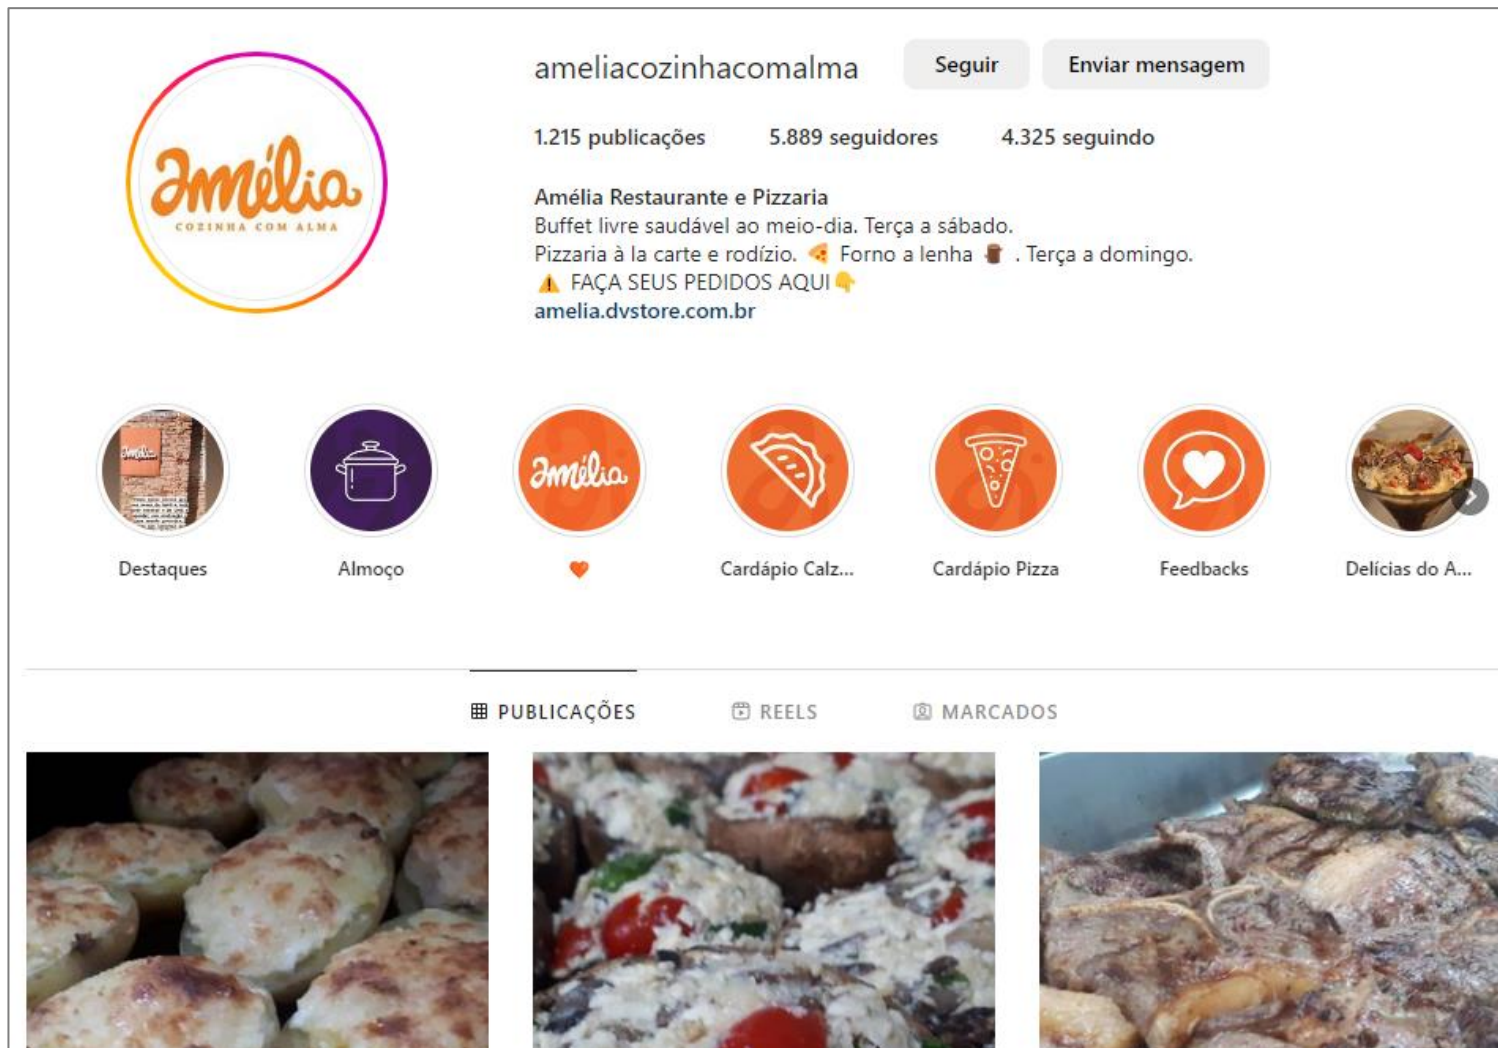 amélia
COZINHA COM ALMA
ameliacozinhacomalma
Seguir
Enviar mensagem
1.215 publicações
5.889 seguidores
4.325 seguindo
Amélia Restaurante e Pizzaria
Buffet livre saudável ao meio-dia. Terça a sábado.
Pizzaria à la carte e rodízio. 🍕 Forno a lenha 🪵 . Terça a domingo.
⚠️ FAÇA SEUS PEDIDOS AQUI👇
amelia.dvstore.com.br
amélia
amélia
Destaques
Almoço
🧡
Cardápio Calz...
Cardápio Pizza
Feedbacks
Delícias do A...
PUBLICAÇÕES
REELS
MARCADOS